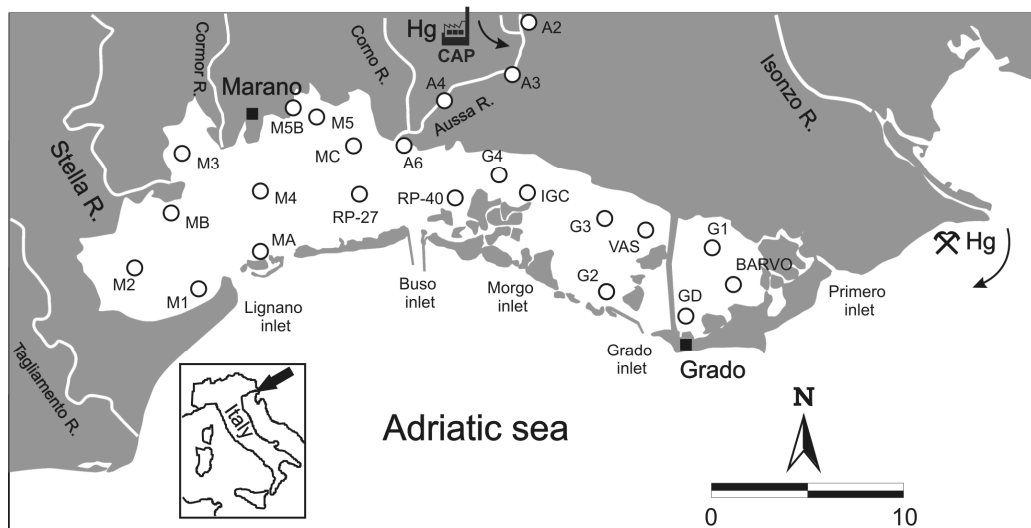 Cormor R.
Corno R.
Hg
CAP
A2
A3
A4
Aussa R.
Isonzo R.
Marano
M5B
M5
M3
MC
A6
Stella R.
G4
IGC
M4
RP-27
RP-40
MB
G3
VAS
G1
Hg
MA
BARVO
M2
M1
G2
GD
Lignano
inlet
Buso
inlet
Morgo
inlet
Primero
inlet
Grado
inlet
Grado
Tagliamento R.
Italy
Adriatic sea
N
0
10